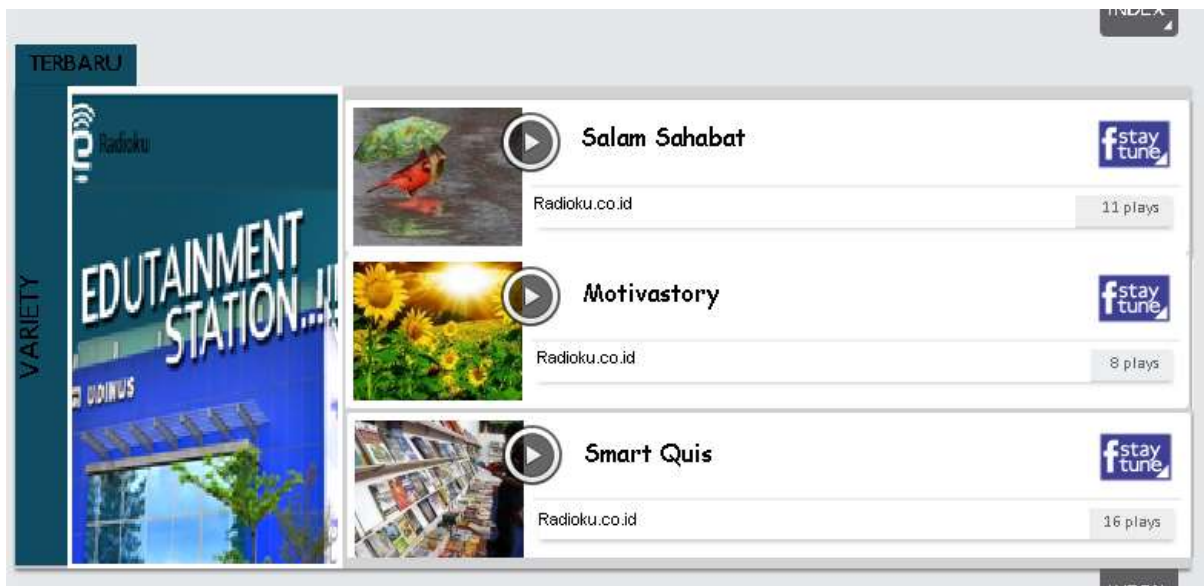 INDEX
TERBARU
VARIETY
Radioku
EDUTAINMENT
STATION...!!!
UDINUS
Salam Sahabat
f stay tune
Radioku.co.id
11 plays
Motivastory
f stay tune
Radioku.co.id
8 plays
Smart Quis
f stay tune
Radioku.co.id
16 plays